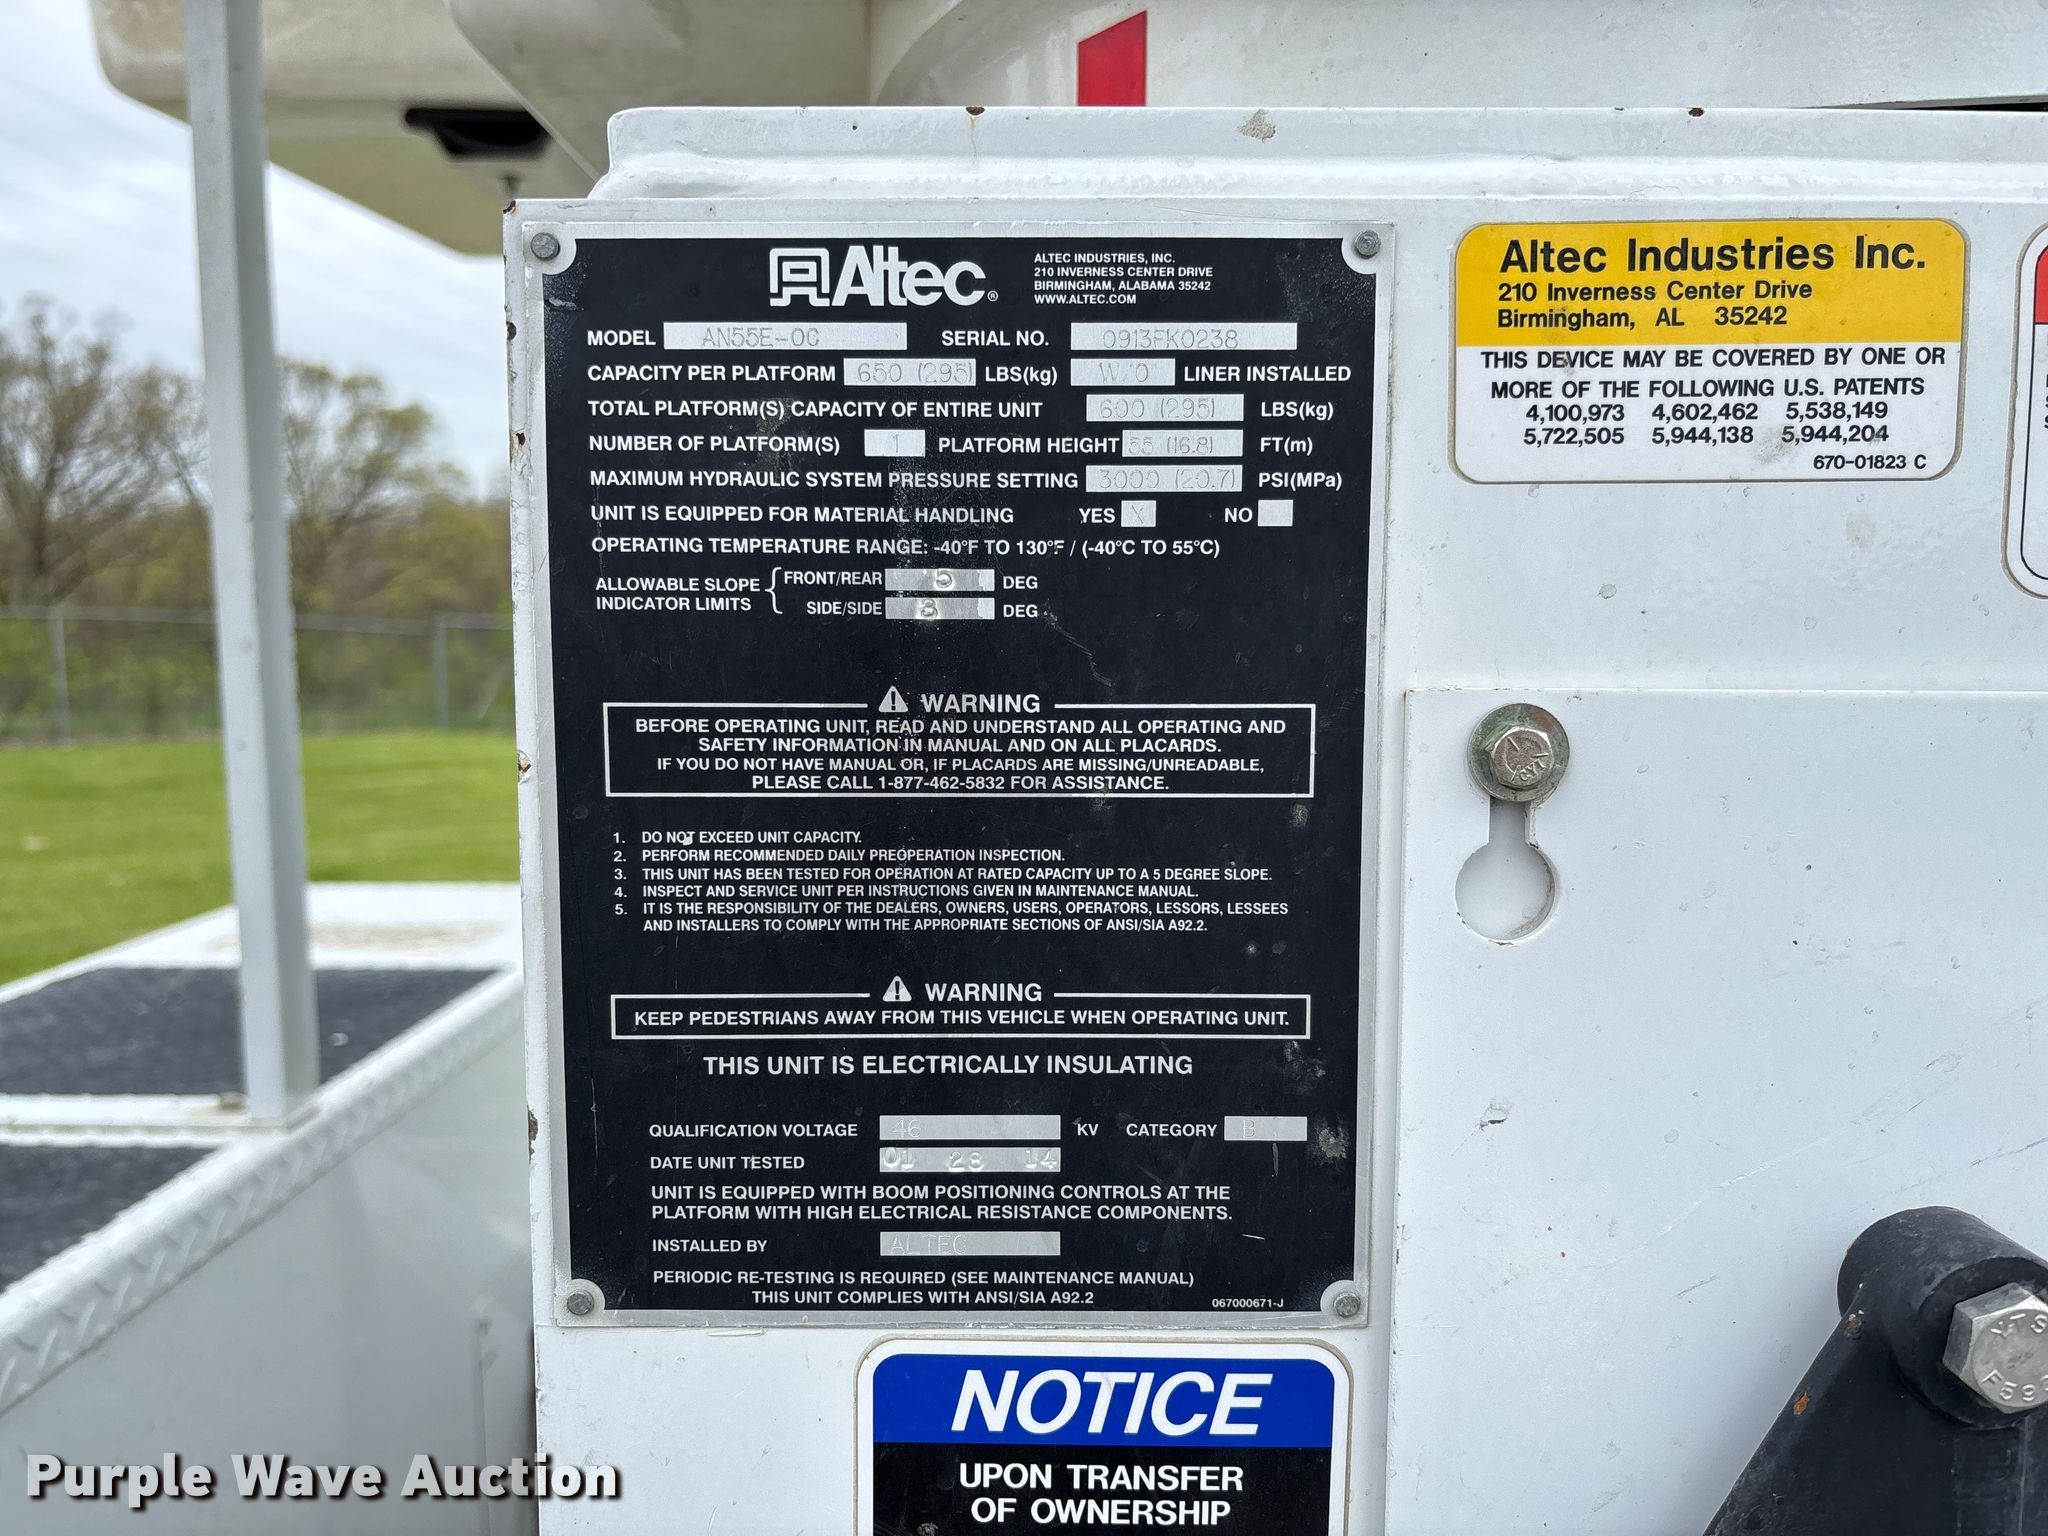 Altec®
ALTEC INDUSTRIES, INC.
210 INVERNESS CENTER DRIVE
BIRMINGHAM, ALABAMA 35242
WWW.ALTEC.COM
MODEL AN55E-OC SERIAL NO. 0913FK0238
CAPACITY PER PLATFORM 650 (295) LBS(kg) W/O LINER INSTALLED
TOTAL PLATFORM(S) CAPACITY OF ENTIRE UNIT 600 (295) LBS(kg)
NUMBER OF PLATFORM(S) 1 PLATFORM HEIGHT 55 (16.8) FT(m)
MAXIMUM HYDRAULIC SYSTEM PRESSURE SETTING 3000 (20.7) PSI(MPa)
UNIT IS EQUIPPED FOR MATERIAL HANDLING YES X NO
OPERATING TEMPERATURE RANGE: -40°F TO 130°F / (-40°C TO 55°C)
ALLOWABLE SLOPE INDICATOR LIMITS { FRONT/REAR 5 DEG
SIDE/SIDE 3 DEG
⚠ WARNING
BEFORE OPERATING UNIT, READ AND UNDERSTAND ALL OPERATING AND
SAFETY INFORMATION IN MANUAL AND ON ALL PLACARDS.
IF YOU DO NOT HAVE MANUAL OR, IF PLACARDS ARE MISSING/UNREADABLE,
PLEASE CALL 1-877-462-5832 FOR ASSISTANCE.
1. DO NOT EXCEED UNIT CAPACITY.
2. PERFORM RECOMMENDED DAILY PREOPERATION INSPECTION.
3. THIS UNIT HAS BEEN TESTED FOR OPERATION AT RATED CAPACITY UP TO A 5 DEGREE SLOPE.
4. INSPECT AND SERVICE UNIT PER INSTRUCTIONS GIVEN IN MAINTENANCE MANUAL.
5. IT IS THE RESPONSIBILITY OF THE DEALERS, OWNERS, USERS, OPERATORS, LESSORS, LESSEES
AND INSTALLERS TO COMPLY WITH THE APPROPRIATE SECTIONS OF ANSI/SIA A92.2.
⚠ WARNING
KEEP PEDESTRIANS AWAY FROM THIS VEHICLE WHEN OPERATING UNIT.
THIS UNIT IS ELECTRICALLY INSULATING
QUALIFICATION VOLTAGE 46 KV CATEGORY B
DATE UNIT TESTED 01 28 14
UNIT IS EQUIPPED WITH BOOM POSITIONING CONTROLS AT THE
PLATFORM WITH HIGH ELECTRICAL RESISTANCE COMPONENTS.
INSTALLED BY ALTEC
PERIODIC RE-TESTING IS REQUIRED (SEE MAINTENANCE MANUAL)
THIS UNIT COMPLIES WITH ANSI/SIA A92.2
067000671-J
Altec Industries Inc.
210 Inverness Center Drive
Birmingham, AL 35242
THIS DEVICE MAY BE COVERED BY ONE OR
MORE OF THE FOLLOWING U.S. PATENTS
4,100,973 4,602,462 5,538,149
5,722,505 5,944,138 5,944,204
670-01823 C
NOTICE
UPON TRANSFER
OF OWNERSHIP
Purple Wave Auction